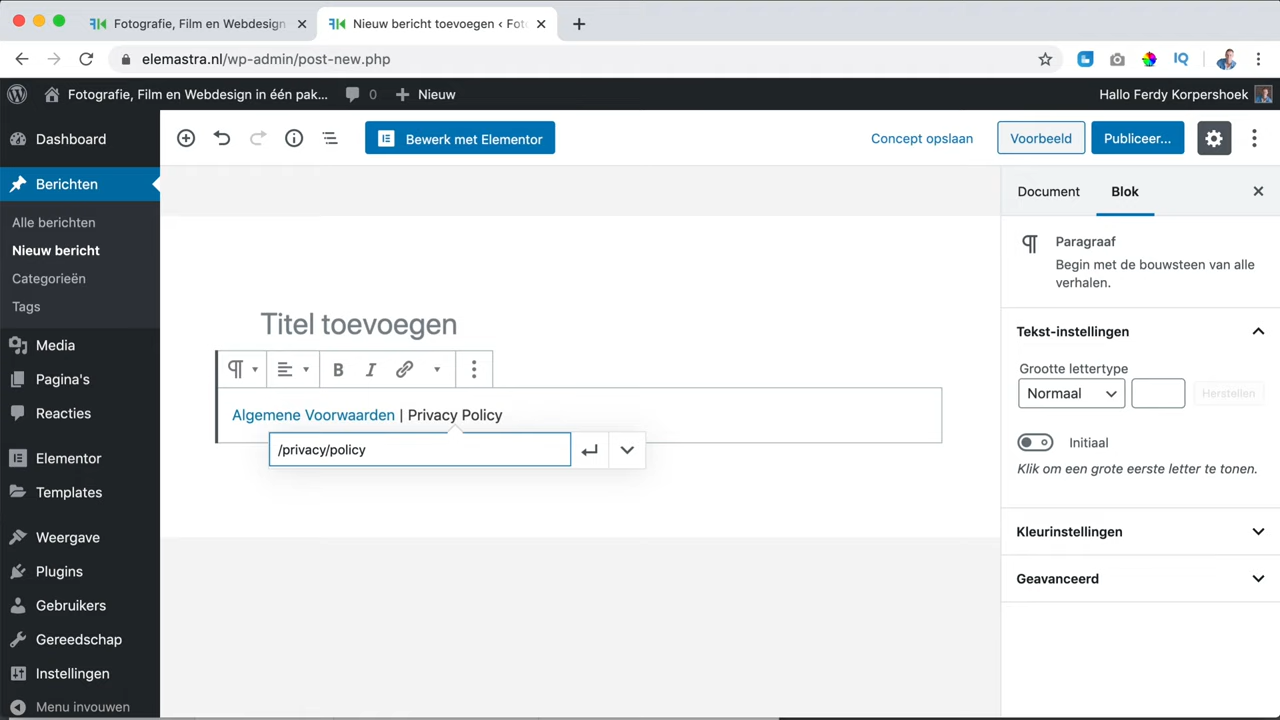 Fotografie, Film en Webdesign
Nieuw bericht toevoegen ‹ Fot
elemastra.nl/wp-admin/post-new.php
IQ
Fotografie, Film en Webdesign in één pak...
0
Nieuw
Hallo Ferdy Korpershoek
Dashboard
Berichten
Alle berichten
Nieuw bericht
Categorieën
Tags
Media
Pagina's
Reacties
Elementor
Templates
Weergave
Plugins
Gebruikers
Gereedschap
Instellingen
Menu invouwen
Bewerk met Elementor
Concept opslaan
Voorbeeld
Publiceer...
Titel toevoegen
B I
Algemene Voorwaarden | Privacy Policy
/privacy/policy
Document
Blok
Paragraaf
Begin met de bouwsteen van alle
verhalen.
Tekst-instellingen
Grootte lettertype
Normaal
Herstellen
Initiaal
Klik om een grote eerste letter te tonen.
Kleurinstellingen
Geavanceerd